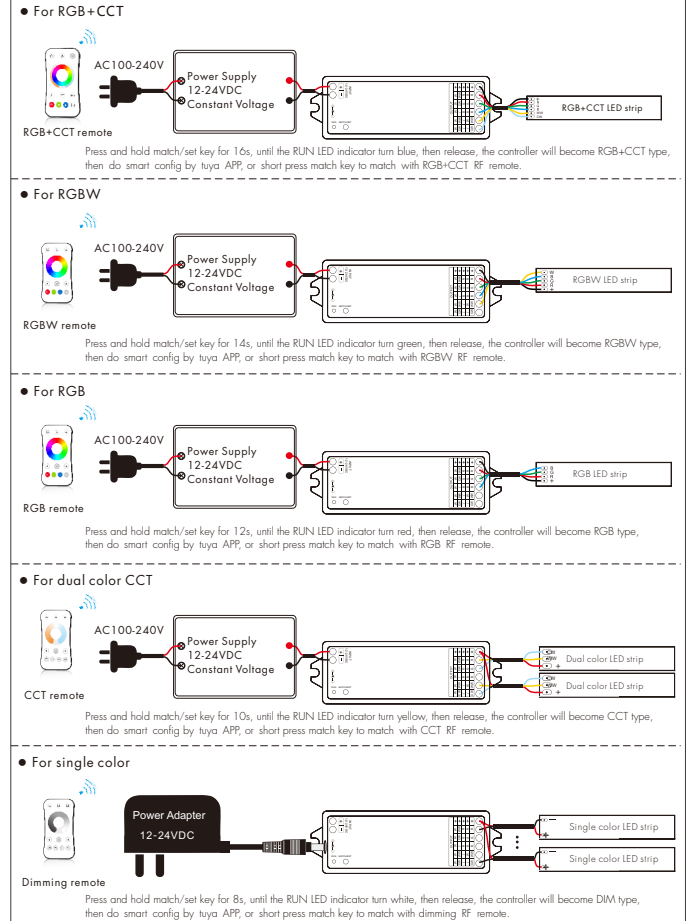 ● For RGB+CCT
AC100-240V
Power Supply
12-24VDC
Constant Voltage
RGB+CCT LED strip
RGB+CCT remote
Press and hold match/set key for 16s, until the RUN LED indicator turn blue, then release, the controller will become RGB+CCT type,
then do smart config by tuya APP, or short press match key to match with RGB+CCT RF remote.
● For RGBW
AC100-240V
Power Supply
12-24VDC
Constant Voltage
W
R
G
B
+
RGBW LED strip
RGBW remote
Press and hold match/set key for 14s, until the RUN LED indicator turn green, then release, the controller will become RGBW type,
then do smart config by tuya APP, or short press match key to match with RGBW RF remote.
● For RGB
AC100-240V
Power Supply
12-24VDC
Constant Voltage
RGB LED strip
RGB remote
Press and hold match/set key for 12s, until the RUN LED indicator turn red, then release, the controller will become RGB type,
then do smart config by tuya APP, or short press match key to match with RGB RF remote.
● For dual color CCT
AC100-240V
Power Supply
12-24VDC
Constant Voltage
Dual color LED strip
Dual color LED strip
CCT remote
Press and hold match/set key for 10s, until the RUN LED indicator turn yellow, then release, the controller will become CCT type,
then do smart config by tuya APP, or short press match key to match with CCT RF remote.
● For single color
Power Adapter
12-24VDC
Single color LED strip
Single color LED strip
Dimming remote
Press and hold match/set key for 8s, until the RUN LED indicator turn white, then release, the controller will become DIM type,
then do smart config by tuya APP, or short press match key to match with dimming RF remote.